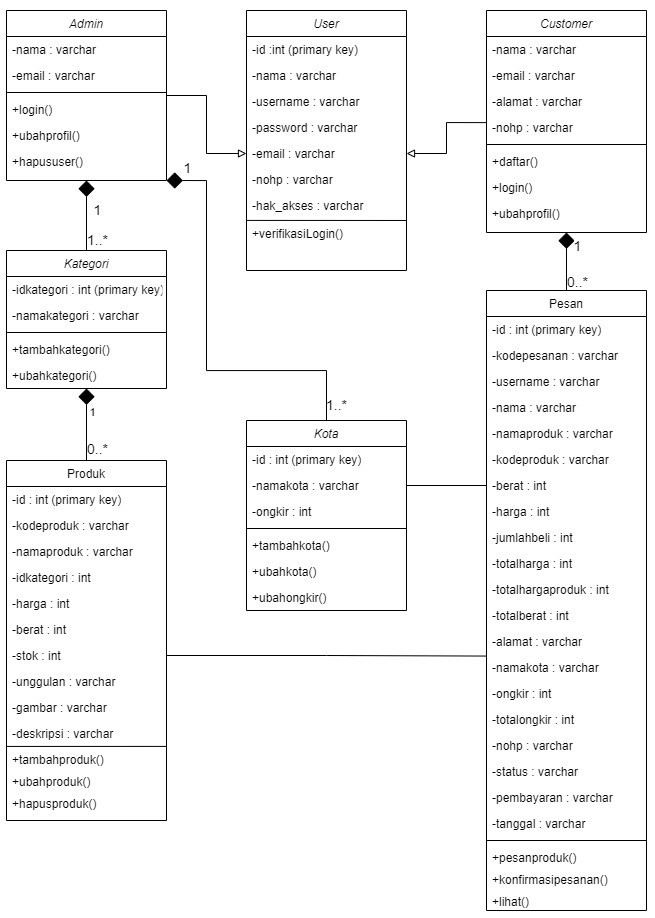 Admin
-nama : varchar
-email : varchar
+login()
+ubahprofil()
+hapususer()
User
-id :int (primary key)
-nama : varchar
-username : varchar
-password : varchar
-email : varchar
-nohp : varchar
-hak_akses : varchar
+verifikasiLogin()
Customer
-nama : varchar
-email : varchar
-alamat : varchar
-nohp : varchar
+daftar()
+login()
+ubahprofil()
1
1
1..*
1
0..*
Kategori
-idkategori : int (primary key)
-namakategori : varchar
+tambahkategori()
+ubahkategori()
1
0..*
1..*
Kota
-id : int (primary key)
-namakota : varchar
-ongkir : int
+tambahkota()
+ubahkota()
+ubahongkir()
Produk
-id : int (primary key)
-kodeproduk : varchar
-namaproduk : varchar
-idkategori : int
-harga : int
-berat : int
-stok : int
-unggulan : varchar
-gambar : varchar
-deskripsi : varchar
+tambahproduk()
+ubahproduk()
+hapusproduk()
Pesan
-id : int (primary key)
-kodepesanan : varchar
-username : varchar
-nama : varchar
-namaproduk : varchar
-kodeproduk : varchar
-berat : int
-harga : int
-jumlahbeli : int
-totalharga : int
-totalhargaproduk : int
-totalberat : int
-alamat : varchar
-namakota : varchar
-ongkir : int
-totalongkir : int
-nohp : varchar
-status : varchar
-pembayaran : varchar
-tanggal : varchar
+pesanproduk()
+konfirmasipesanan()
+lihat()